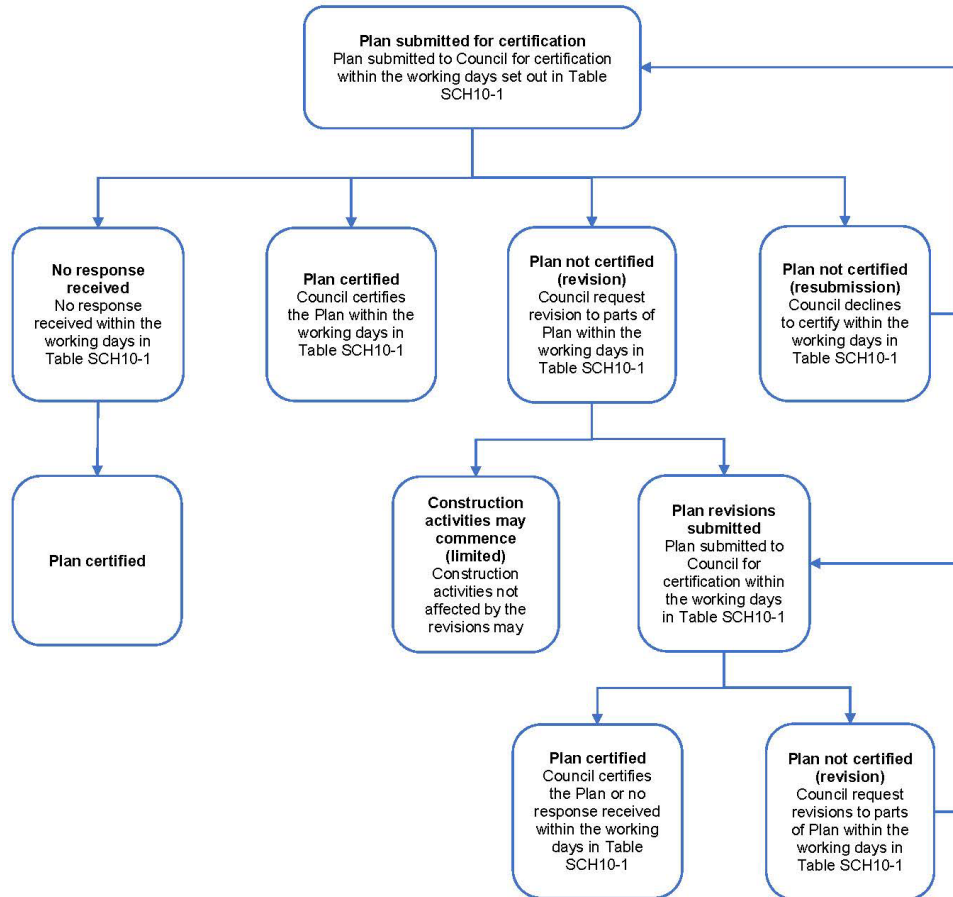 Plan submitted for certification
Plan submitted to Council for certification
within the working days set out in Table
SCH10-1
No response
received
No response
received within the
working days in
Table SCH10-1
Plan certified
Council certifies
the Plan within the
working days in
Table SCH10-1
Plan not certified
(revision)
Council request
revision to parts of
Plan within the
working days in
Table SCH10-1
Plan not certified
(resubmission)
Council declines
to certify within the
working days in
Table SCH10-1
Plan certified
Construction
activities may
commence
(limited)
Construction
activities not
affected by the
revisions may
Plan revisions
submitted
Plan submitted to
Council for
certification within
the working days
in Table SCH10-1
Plan certified
Council certifies
the Plan or no
response received
within the working
days in Table
SCH10-1
Plan not certified
(revision)
Council request
revisions to parts
of Plan within the
working days in
Table SCH10-1